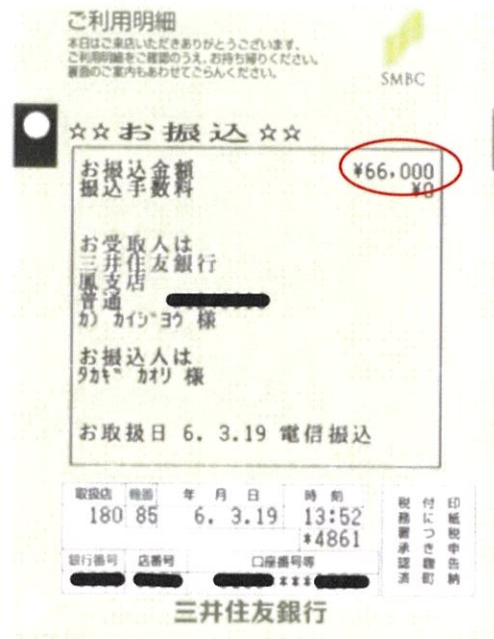 ご利用明細
本日はご来店いただきありがとうございます。
ご利用明細をご確認のうえ、お持ち帰りください。
裏面のご案内もあわせてごらんください。
SMBC
☆☆お振込☆☆
お振込金額 ¥66,000
振込手数料 ¥0
お受取人は
三井住友銀行
鳳支店
普通
カ) カイジヨウ 様
お振込人は
タカギ カオリ 様
お取扱日 6. 3.19 電信振込
取扱店 機番 年 月 日 時刻
180 85 6. 3.19 13:52
*4861
銀行番号 店番号 口座番号等
***
印紙税申告納
付につき麴町
税務署承認済
三井住友銀行